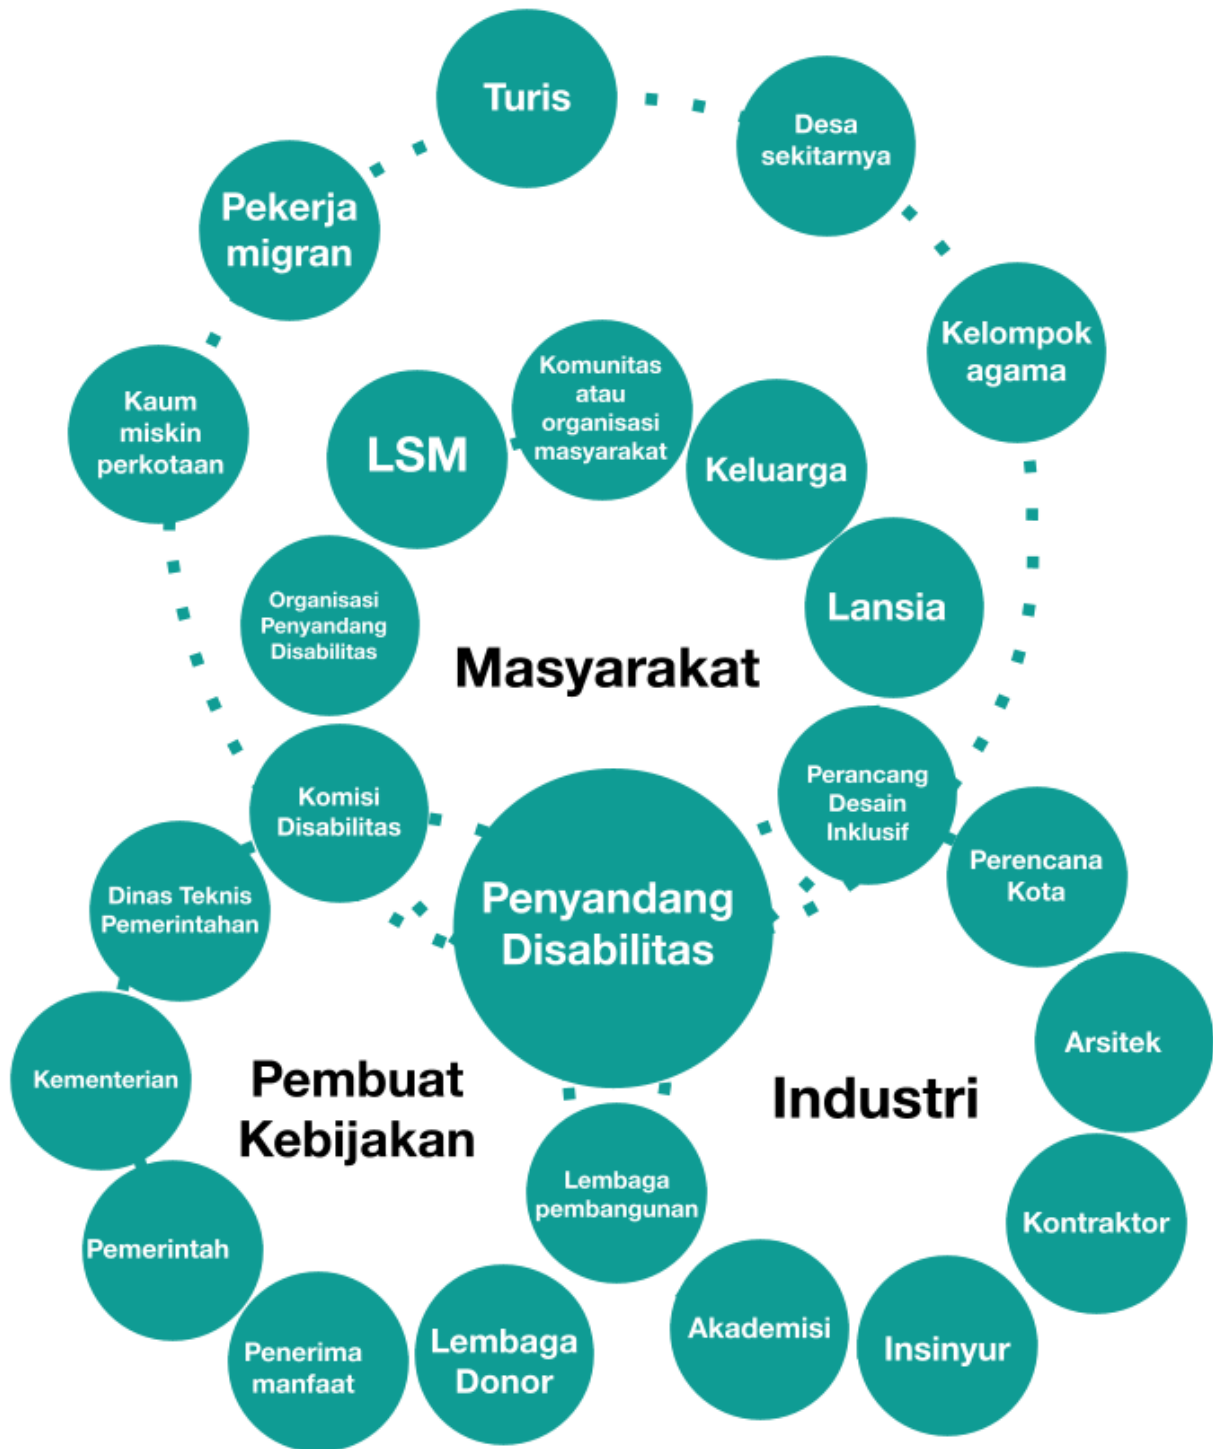 Turis
Desa
sekitarnya
Pekerja
migran
Kelompok
agama
Kaum
miskin
perkotaan
Komunitas
atau
organisasi
masyarakat
LSM
Keluarga
Lansia
Organisasi
Penyandang
Disabilitas
Masyarakat
Komisi
Disabilitas
Perancang
Desain
Inklusif
Perencana
Kota
Dinas Teknis
Pemerintahan
Penyandang
Disabilitas
Arsitek
Kementerian
Pembuat
Kebijakan
Industri
Lembaga
pembangunan
Kontraktor
Pemerintah
Akademisi
Insinyur
Penerima
manfaat
Lembaga
Donor